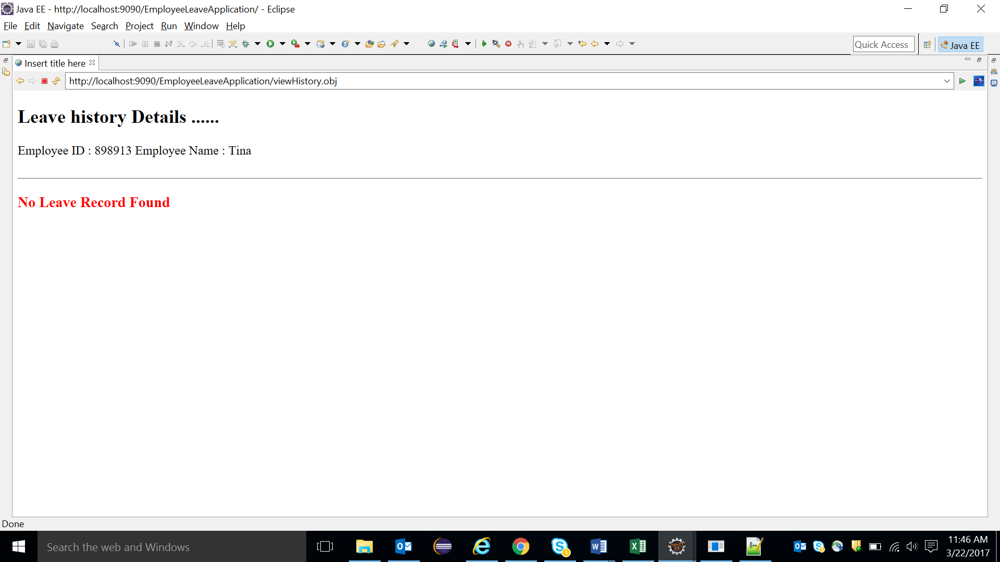 Java EE - http://localhost:9090/EmployeeLeaveApplication/ - Eclipse
File Edit Navigate Search Project Run Window Help
Quick Access
Java EE
Insert title here
http://localhost:9090/EmployeeLeaveApplication/viewHistory.obj
Leave history Details ......
Employee ID : 898913 Employee Name : Tina
No Leave Record Found
Done
Search the web and Windows
11:46 AM
3/22/2017